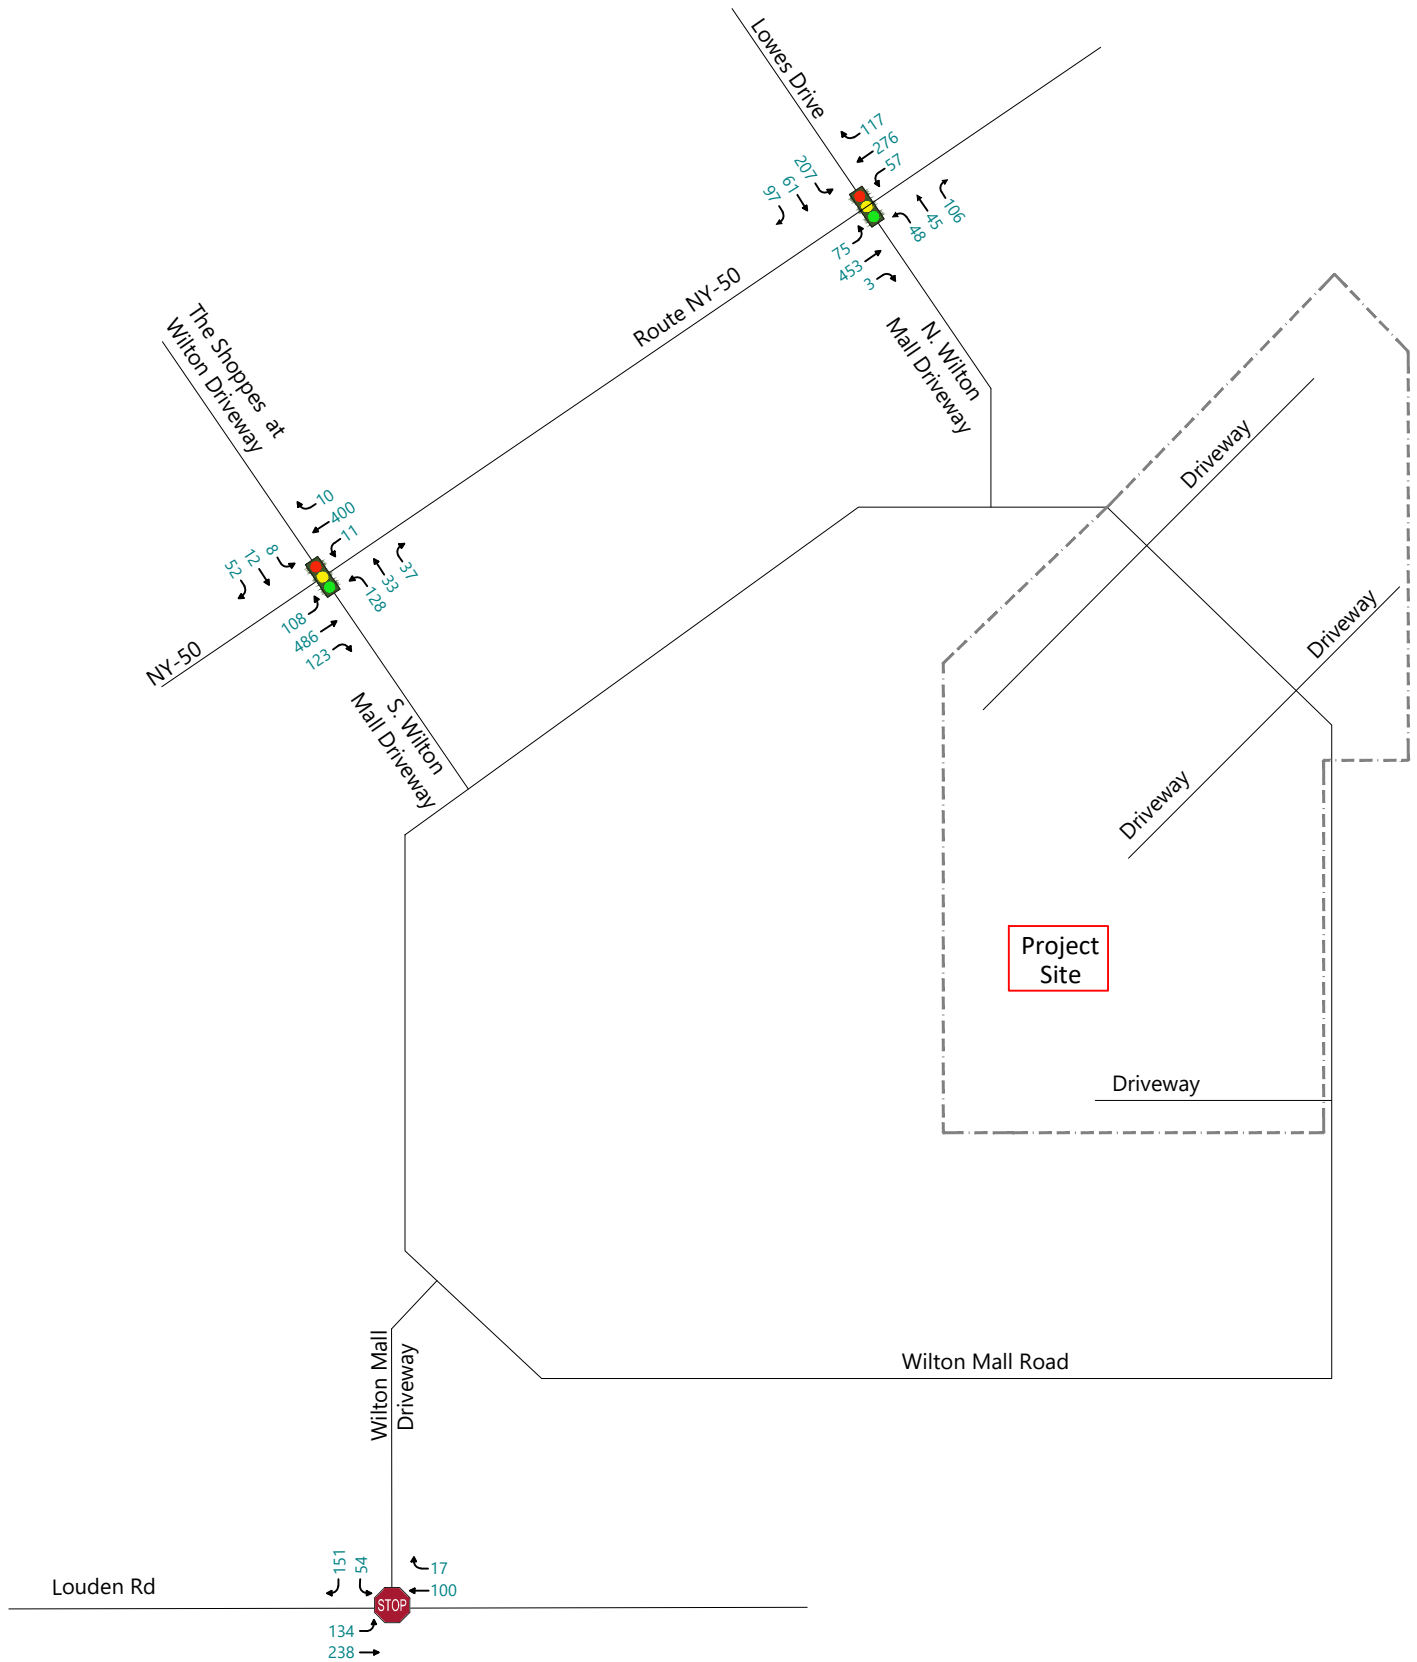 Lowes Drive
117
276
57
207
61
97
106
45
48
75
453
3
Route NY-50
N. Wilton
Mall Driveway
The Shoppes at
Wilton Driveway
10
400
11
8
12
52
37
33
128
108
486
123
NY-50
S. Wilton
Mall Driveway
Driveway
Driveway
Driveway
Project
Site
Driveway
Wilton Mall Road
Wilton Mall
Driveway
151
54
17
100
Louden Rd
STOP
134
238